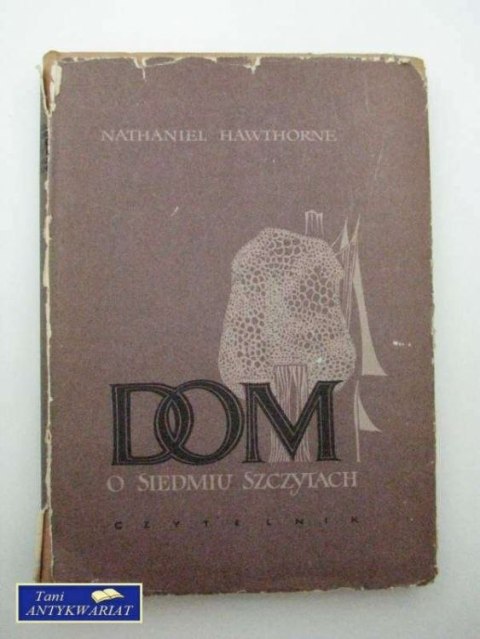 NATHANIEL HAWTHORNE
DOM
O SIEDMIU SZCZYTACH
CZYTELNIK
Tani
ANTYKWARIAT